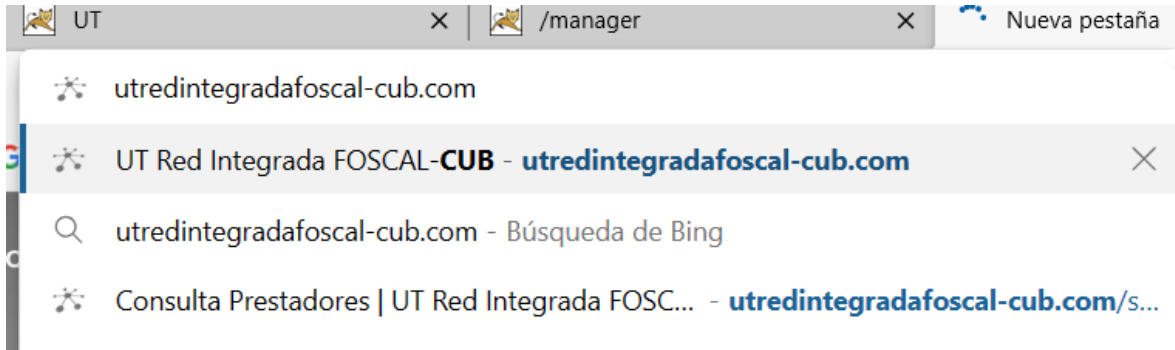 UT
/manager
Nueva pestaña
utredintegradafoscal-cub.com
UT Red Integrada FOSCAL-CUB - utredintegradafoscal-cub.com
utredintegradafoscal-cub.com - Búsqueda de Bing
Consulta Prestadores | UT Red Integrada FOSC... - utredintegradafoscal-cub.com/s...